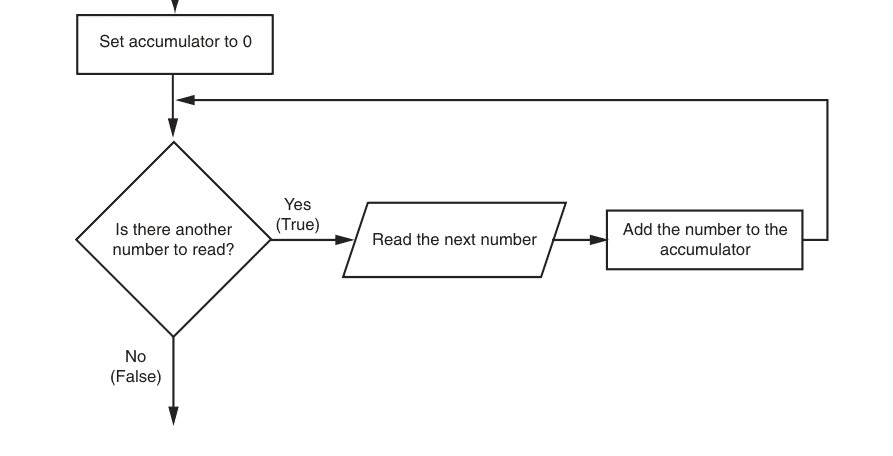 Set accumulator to 0
Is there another
number to read?
Yes
(True)
Read the next number
Add the number to the
accumulator
No
(False)